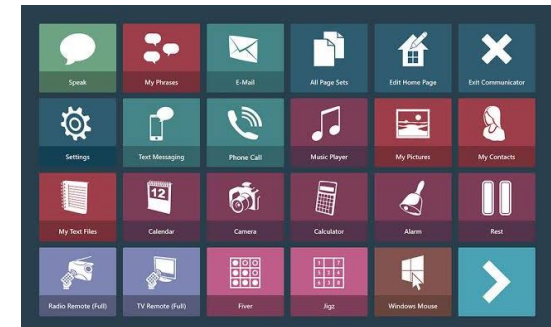 Speak
My Phrases
E-Mail
All Page Sets
Edit Home Page
Exit Communicator
Settings
Text Messaging
Phone Call
Music Player
My Pictures
My Contacts
My Text Files
12
Calendar
Camera
Calculator
Alarm
Rest
Radio Remote (Full)
TV Remote (Full)
Fiver
Jigz
Windows Mouse